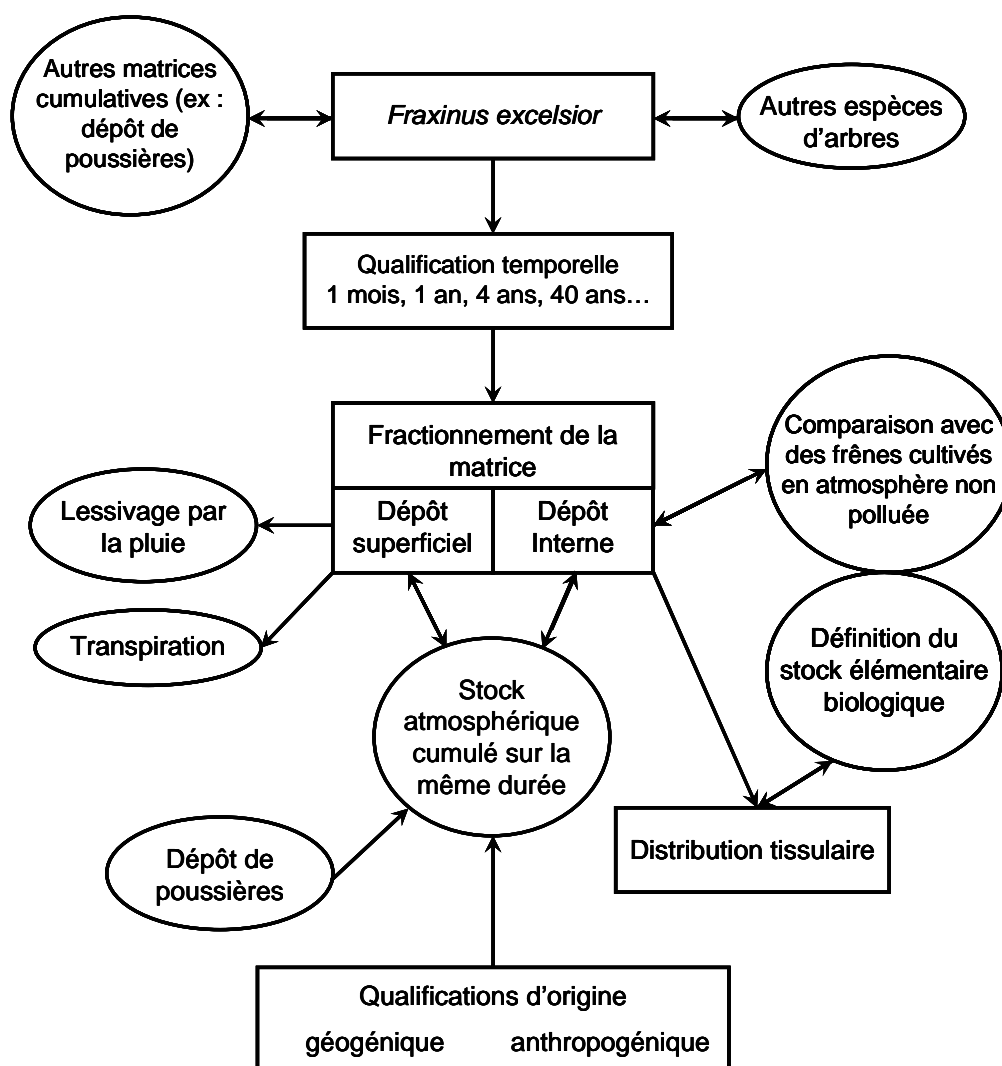 Autres matrices
cumulatives (ex :
dépôt de
poussières)
Fraxinus excelsior
Autres espèces
d'arbres
Qualification temporelle
1 mois, 1 an, 4 ans, 40 ans…
Fractionnement de la
matrice
Dépôt
superficiel
Dépôt
Interne
Comparaison avec
des frênes cultivés
en atmosphère non
polluée
Lessivage par
la pluie
Transpiration
Définition du
stock élémentaire
biologique
Stock
atmosphérique
cumulé sur la
même durée
Distribution tissulaire
Dépôt de
poussières
Qualifications d'origine
géogénique anthropogénique